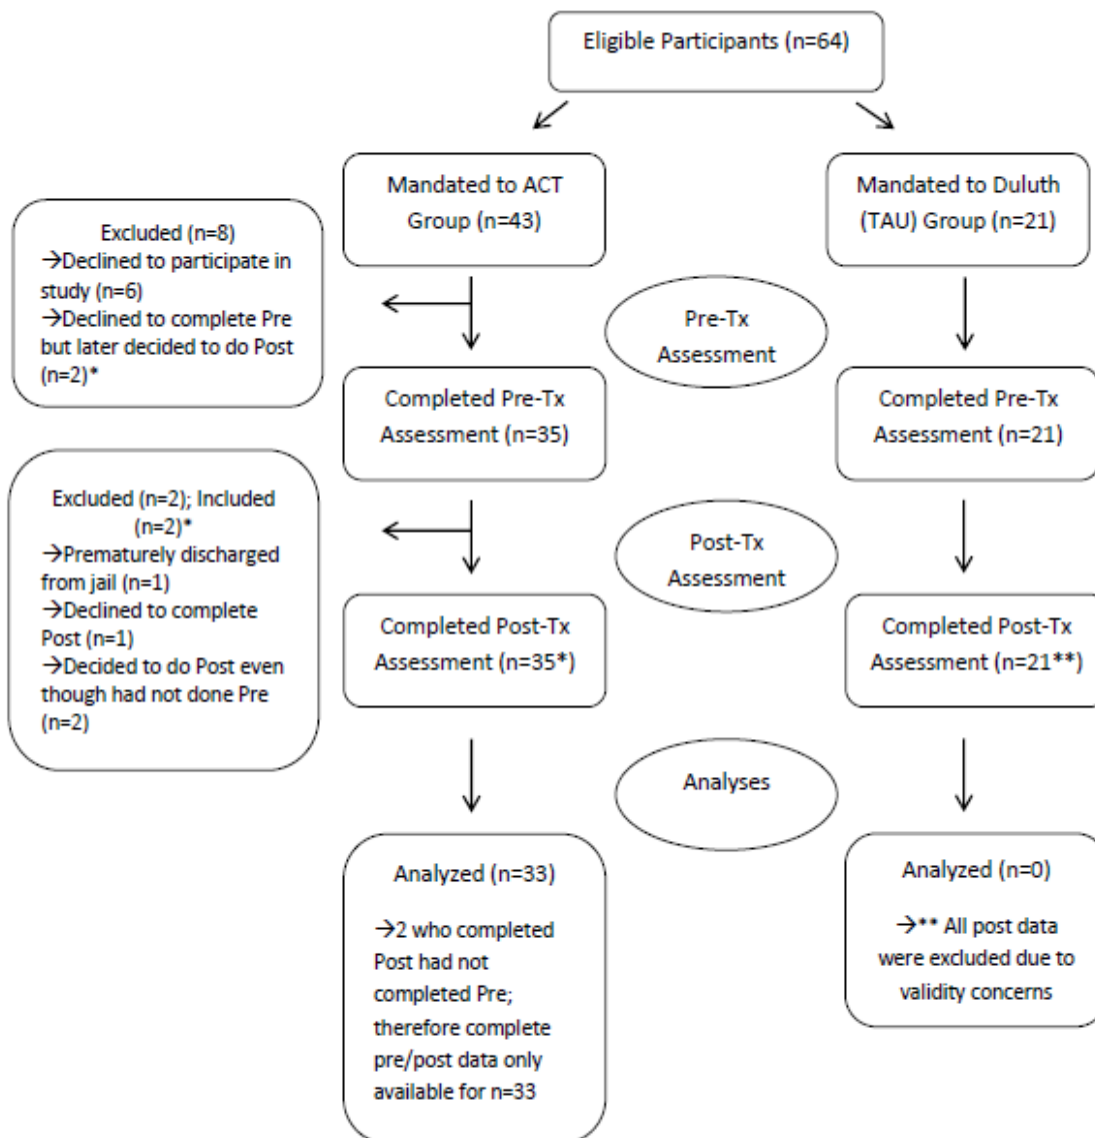 Eligible Participants (n=64)
Mandated to ACT
Group (n=43)
Mandated to Duluth
(TAU) Group (n=21)
Excluded (n=8)
→Declined to participate in
study (n=6)
→Declined to complete Pre
but later decided to do Post
(n=2)*
Pre-Tx
Assessment
Completed Pre-Tx
Assessment (n=35)
Completed Pre-Tx
Assessment (n=21)
Excluded (n=2); Included
(n=2)*
→Prematurely discharged
from jail (n=1)
→Declined to complete
Post (n=1)
→Decided to do Post even
though had not done Pre
(n=2)
Post-Tx
Assessment
Completed Post-Tx
Assessment (n=35*)
Completed Post-Tx
Assessment (n=21**)
Analyses
Analyzed (n=33)
→2 who completed
Post had not
completed Pre;
therefore complete
pre/post data only
available for n=33
Analyzed (n=0)
→** All post data
were excluded due to
validity concerns